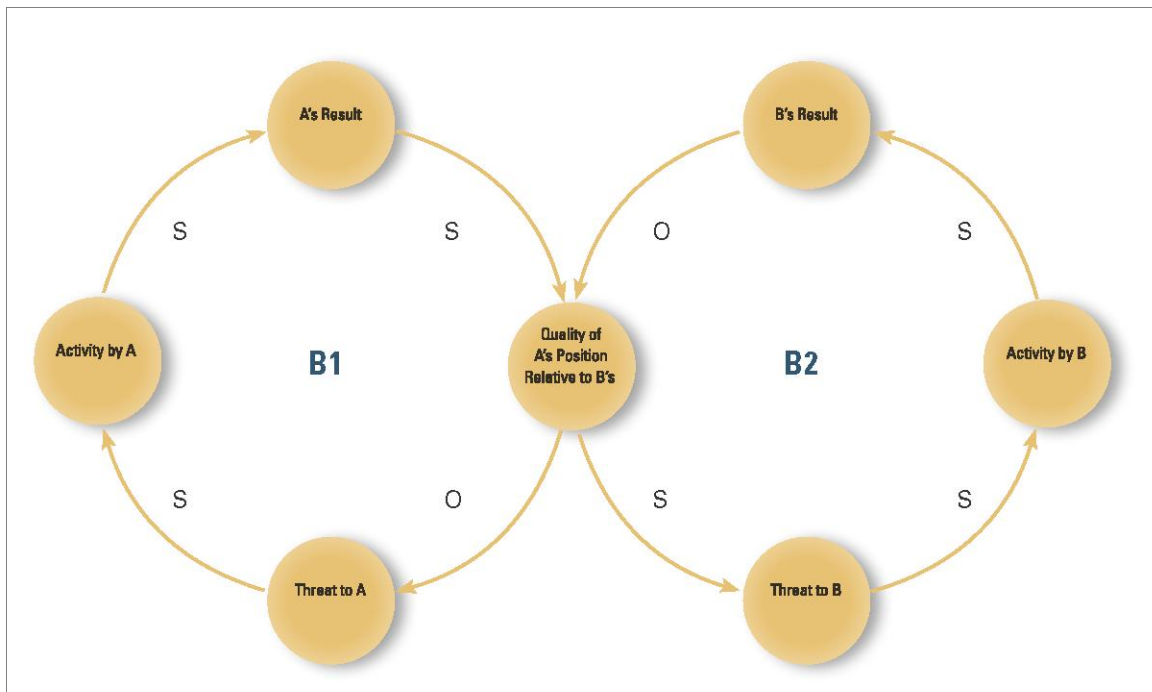 A's Result
B's Result
S
S
O
S
Activity by A
B1
Quality of
A's Position
Relative to B's
B2
Activity by B
S
O
S
S
Threat to A
Threat to B